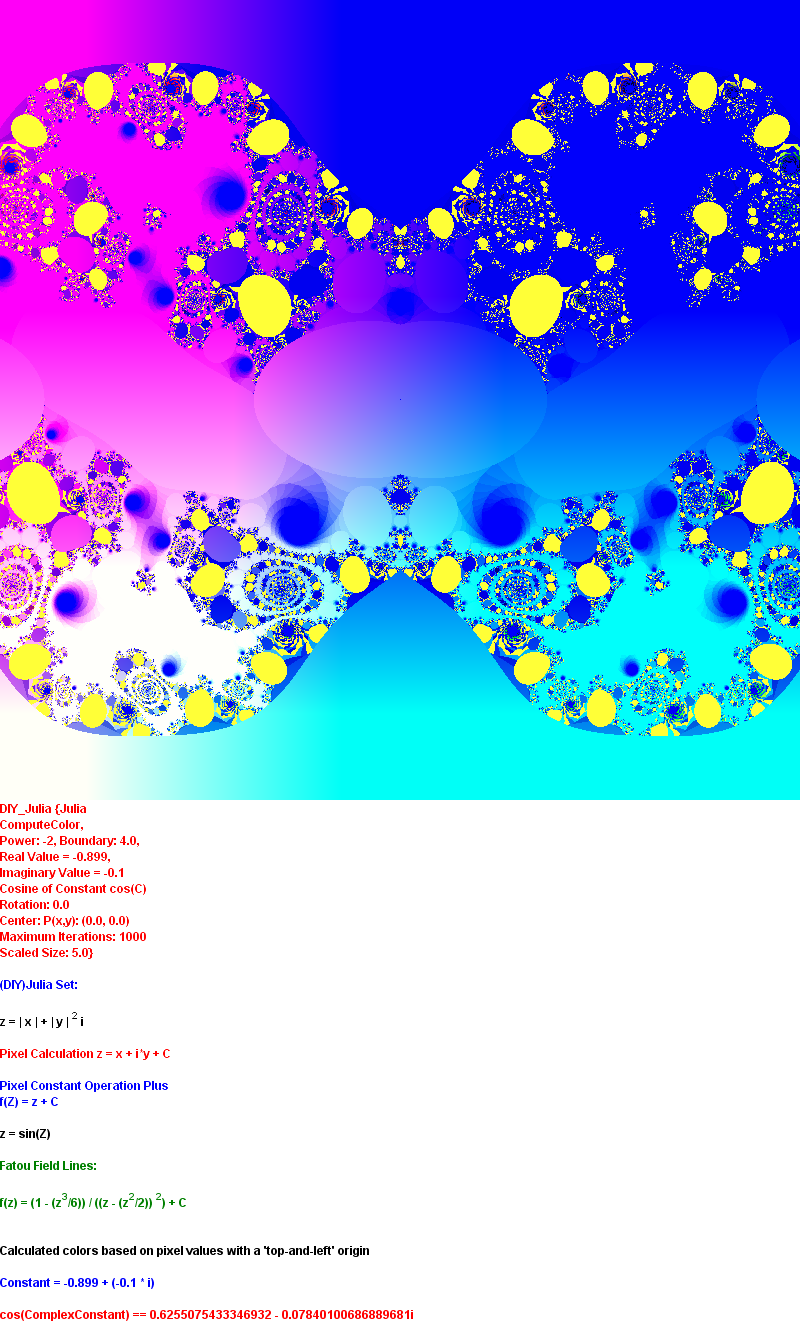 DIY_Julia {Julia
ComputeColor,
Power: -2, Boundary: 4.0,
Real Value = -0.899,
Imaginary Value = -0.1
Cosine of Constant cos(C)
Rotation: 0.0
Center: P(x,y): (0.0, 0.0)
Maximum Iterations: 1000
Scaled Size: 5.0}
(DIY)Julia Set:
z = | x | + | y | ² i
Pixel Calculation z = x + i*y + C
Pixel Constant Operation Plus
f(Z) = z + C
z = sin(Z)
Fatou Field Lines:
f(z) = (1 - (z³/6)) / ((z - (z²/2)) ²) + C
Calculated colors based on pixel values with a 'top-and-left' origin
Constant = -0.899 + (-0.1 * i)
cos(ComplexConstant) == 0.6255075433346932 - 0.07840100686889681i